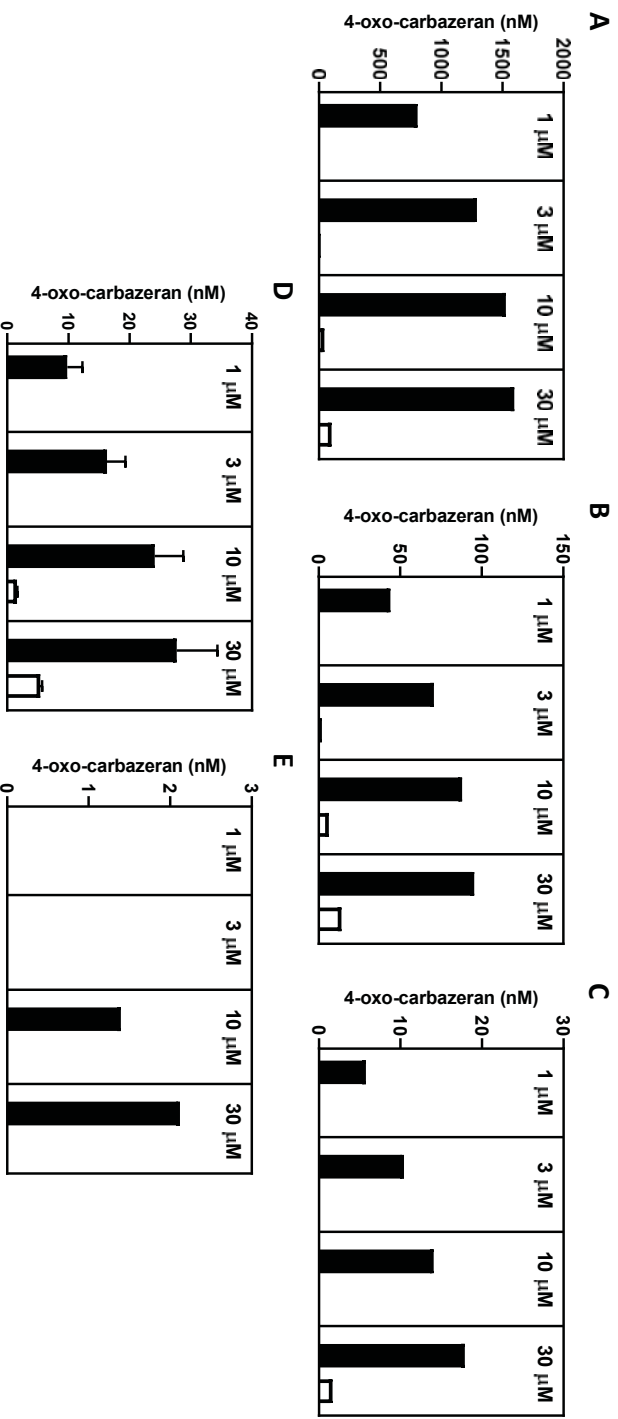 A
4-oxo-carbazeran (nM)
2000
1500
1000
500
0
1 μM
3 μM
10 μM
30 μM
B
4-oxo-carbazeran (nM)
150
100
50
0
1 μM
3 μM
10 μM
30 μM
C
4-oxo-carbazeran (nM)
30
20
10
0
1 μM
3 μM
10 μM
30 μM
D
4-oxo-carbazeran (nM)
40
30
20
10
0
1 μM
3 μM
10 μM
30 μM
E
4-oxo-carbazeran (nM)
3
2
1
0
1 μM
3 μM
10 μM
30 μM